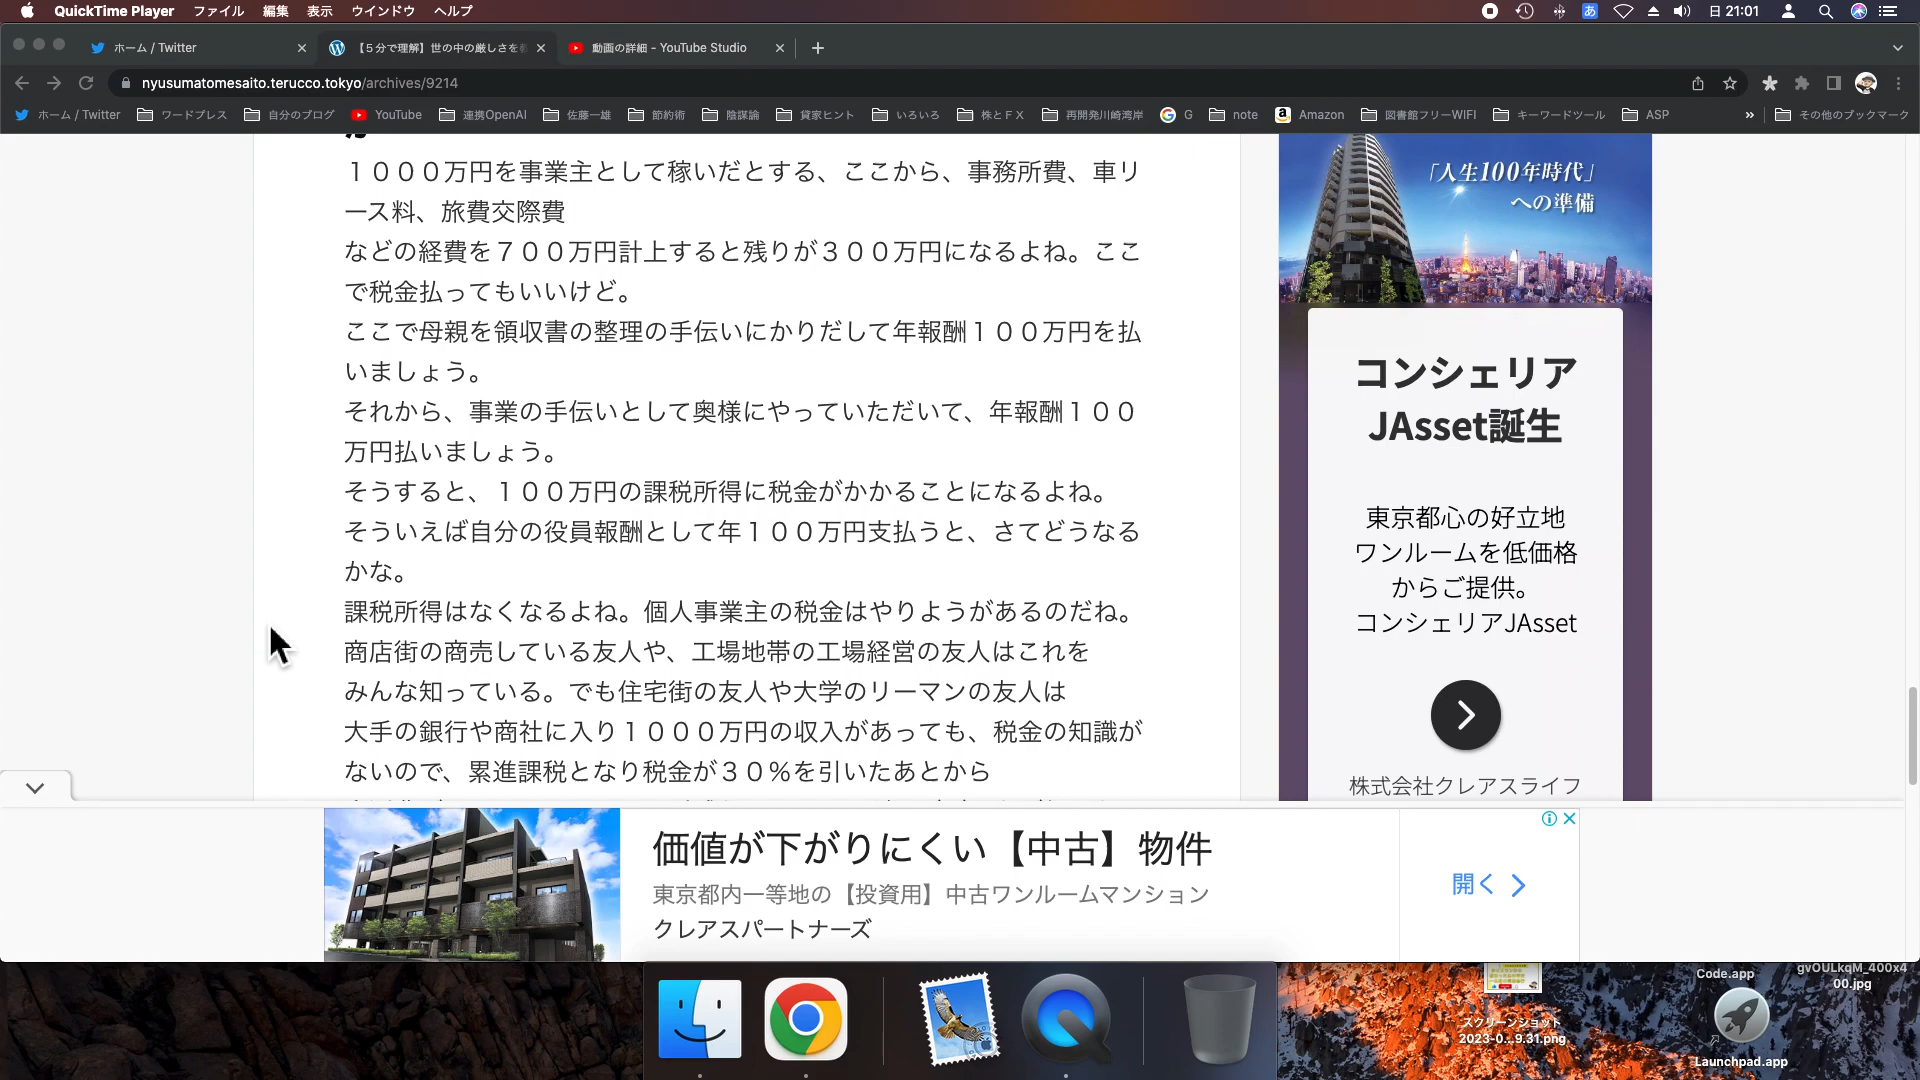 QuickTime Player ファイル 編集 表示 ウインドウ ヘルプ あ 日 21:01
ホーム / Twitter 【５分で理解】世の中の厳しさを 動画の詳細 - YouTube Studio
nyusumatomesaito.terucco.tokyo/archives/9214
ホーム / Twitter ワードプレス 自分のブログ YouTube 連携OpenAI 佐藤一雄 節約術 陰謀論 貸家ヒント いろいろ 株とＦＸ 再開発川崎湾岸 G note Amazon 図書館フリーWIFI キーワードツール ASP » その他のブックマーク
１０００万円を事業主として稼いだとする、ここから、事務所費、車リ
ース料、旅費交際費
などの経費を７００万円計上すると残りが３００万円になるよね。ここ
で税金払ってもいいけど。
ここで母親を領収書の整理の手伝いにかりだして年報酬１００万円を払
いましょう。
それから、事業の手伝いとして奥様にやっていただいて、年報酬１００
万円払いましょう。
そうすると、１００万円の課税所得に税金がかかることになるよね。
そういえば自分の役員報酬として年１００万円支払うと、さてどうなる
かな。
課税所得はなくなるよね。個人事業主の税金はやりようがあるのだね。
商店街の商売している友人や、工場地帯の工場経営の友人はこれを
みんな知っている。でも住宅街の友人や大学のリーマンの友人は
大手の銀行や商社に入り１０００万円の収入があっても、税金の知識が
ないので、累進課税となり税金が３０％を引いたあとから
「人生100年時代」
への準備
コンシェリア
JAsset誕生
東京都心の好立地
ワンルームを低価格
からご提供。
コンシェリアJAsset
株式会社クレアスライフ
価値が下がりにくい【中古】物件
東京都内一等地の【投資用】中古ワンルームマンション
クレアスパートナーズ
開く
Code.app
gvOULkqM_400x4
00.jpg
スクリーンショット
2023-0...9.31.png
Launchpad.app